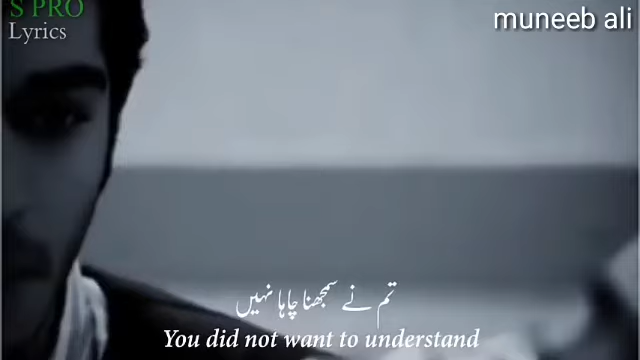 S PRO
Lyrics
muneeb ali
تم نے سمجھنا چاہا نہیں
You did not want to understand